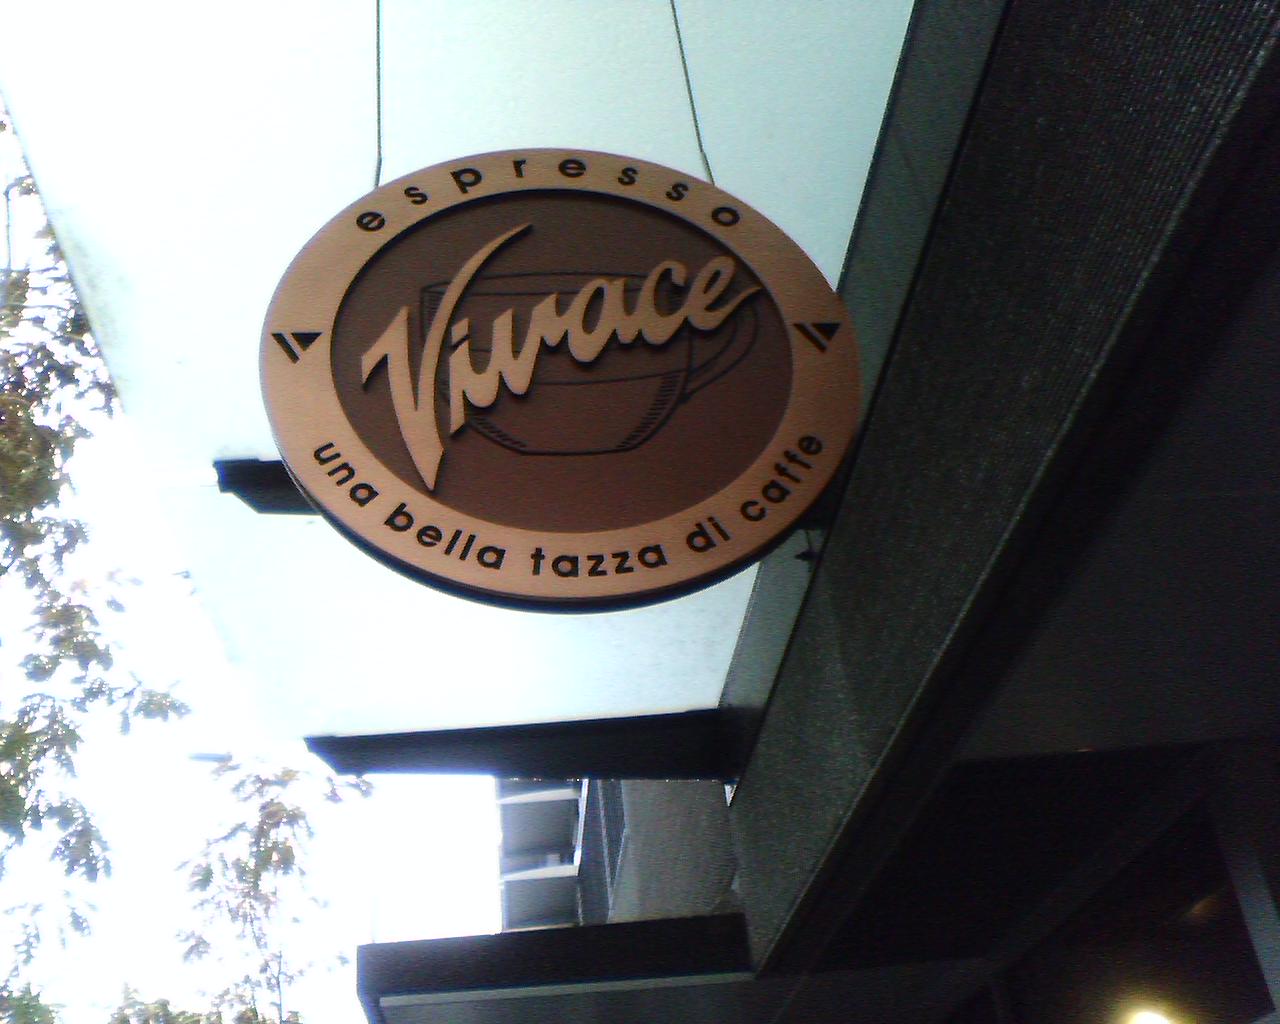 espresso
Vivace
una bella tazza di caffe